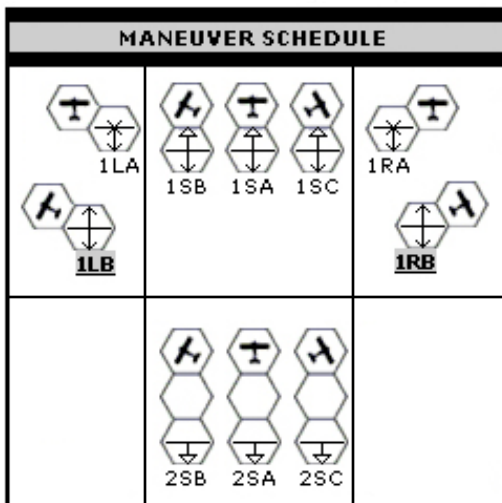 MANEUVER SCHEDULE
1LA
1SB 1SA 1SC
1RA
1LB
1RB
2SB 2SA 2SC